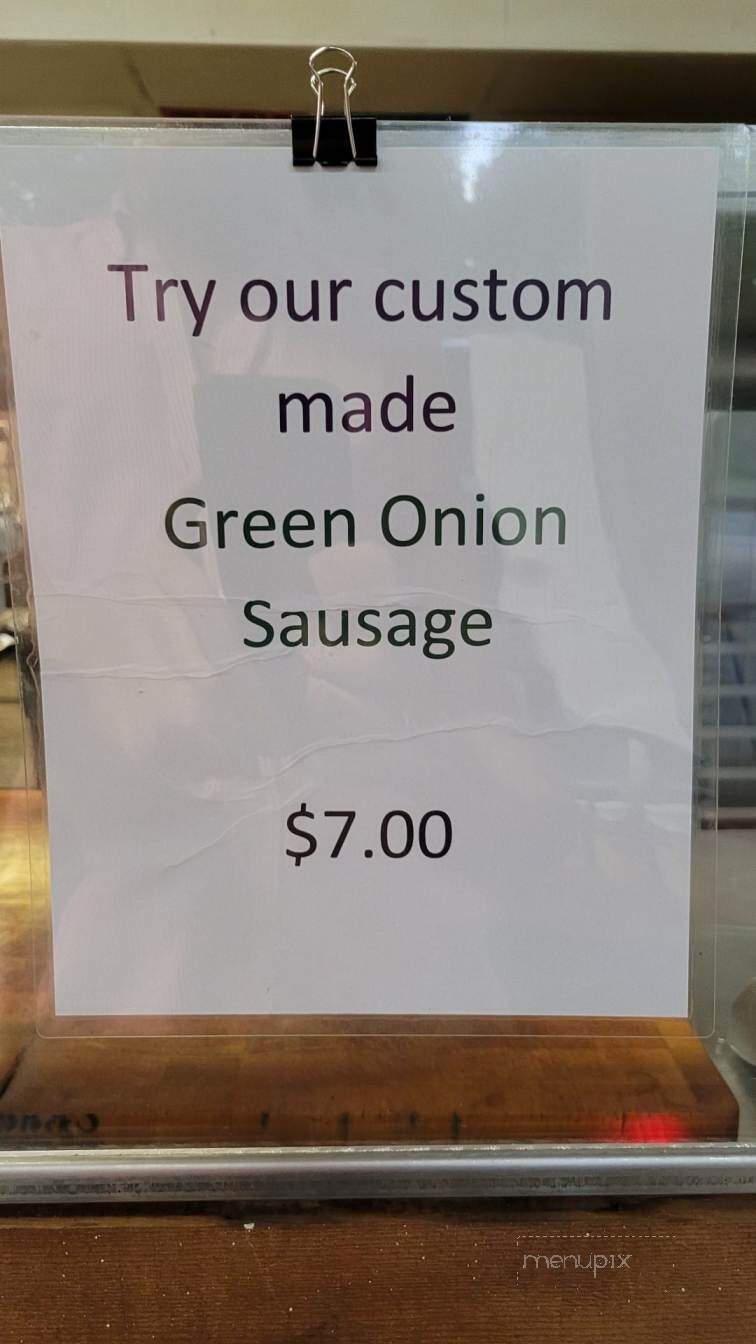 Try our custom
made
Green Onion
Sausage
$7.00
menupix